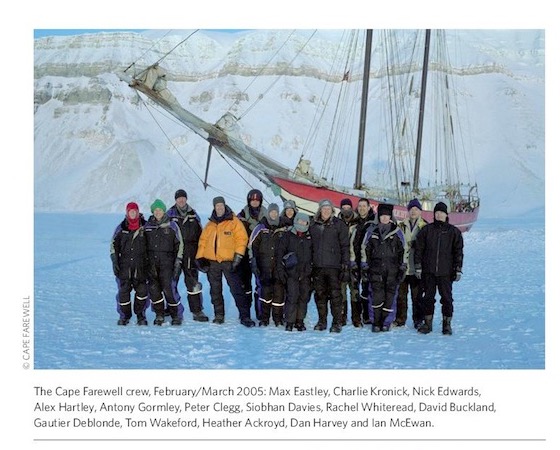 © CAPE FAREWELL
The Cape Farewell crew, February/March 2005: Max Eastley, Charlie Kronick, Nick Edwards,
Alex Hartley, Antony Gormley, Peter Clegg, Siobhan Davies, Rachel Whiteread, David Buckland,
Gautier Deblonde, Tom Wakeford, Heather Ackroyd, Dan Harvey and Ian McEwan.